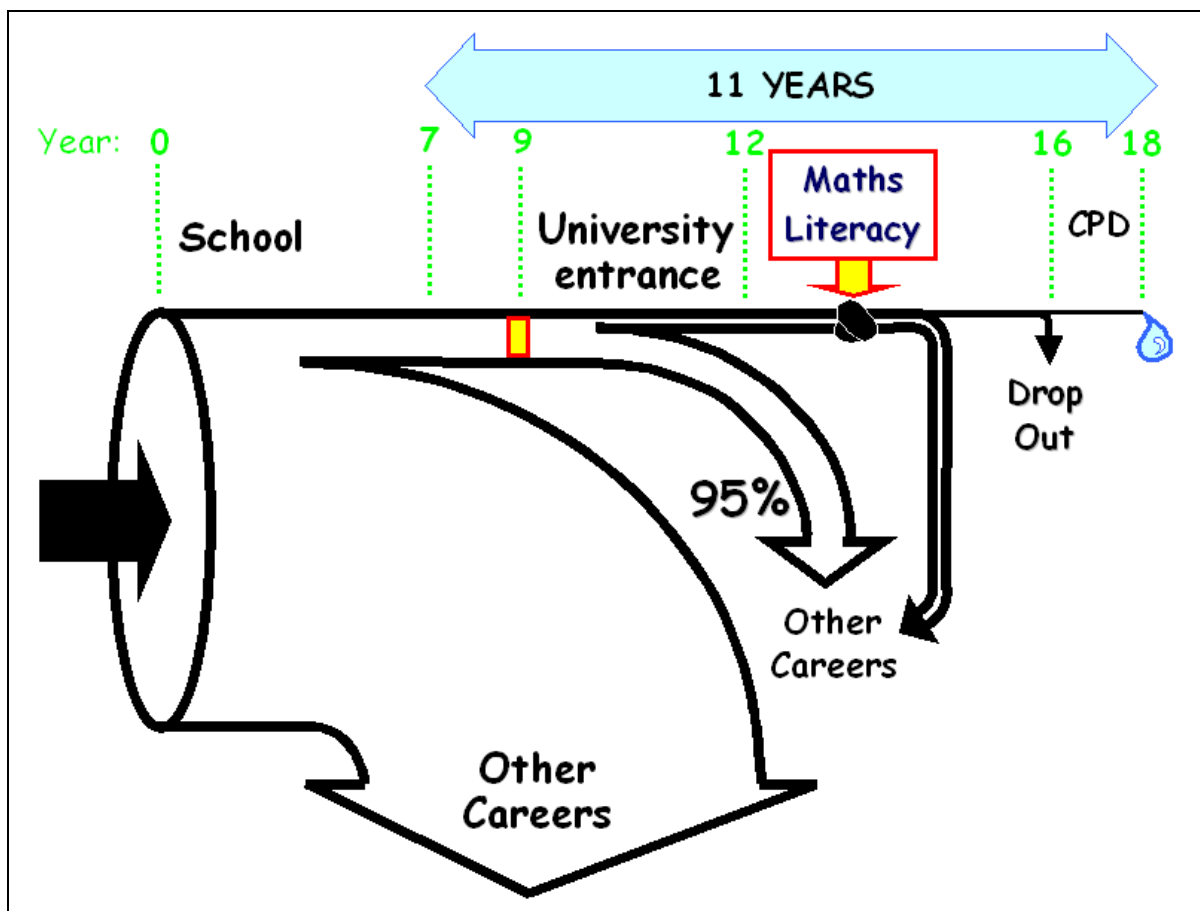 11 YEARS
Year: 0 7 9 12 16 18
Maths
Literacy
School
University
entrance
CPD
Drop
Out
95%
Other
Careers
Other
Careers